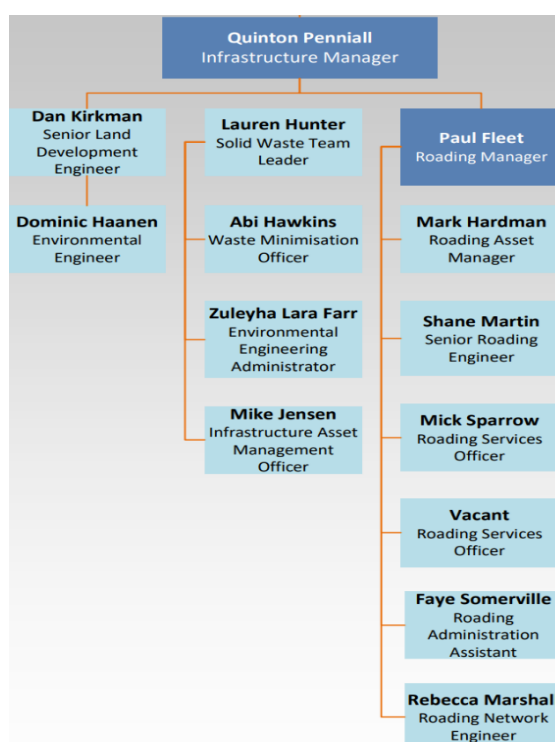 Quinton Penniall
Infrastructure Manager
Dan Kirkman
Senior Land
Development
Engineer
Dominic Haanen
Environmental
Engineer
Lauren Hunter
Solid Waste Team
Leader
Abi Hawkins
Waste Minimisation
Officer
Zuleyha Lara Farr
Environmental
Engineering
Administrator
Mike Jensen
Infrastructure Asset
Management
Officer
Paul Fleet
Roading Manager
Mark Hardman
Roading Asset
Manager
Shane Martin
Senior Roading
Engineer
Mick Sparrow
Roading Services
Officer
Vacant
Roading Services
Officer
Faye Somerville
Roading
Administration
Assistant
Rebecca Marshal
Roading Network
Engineer